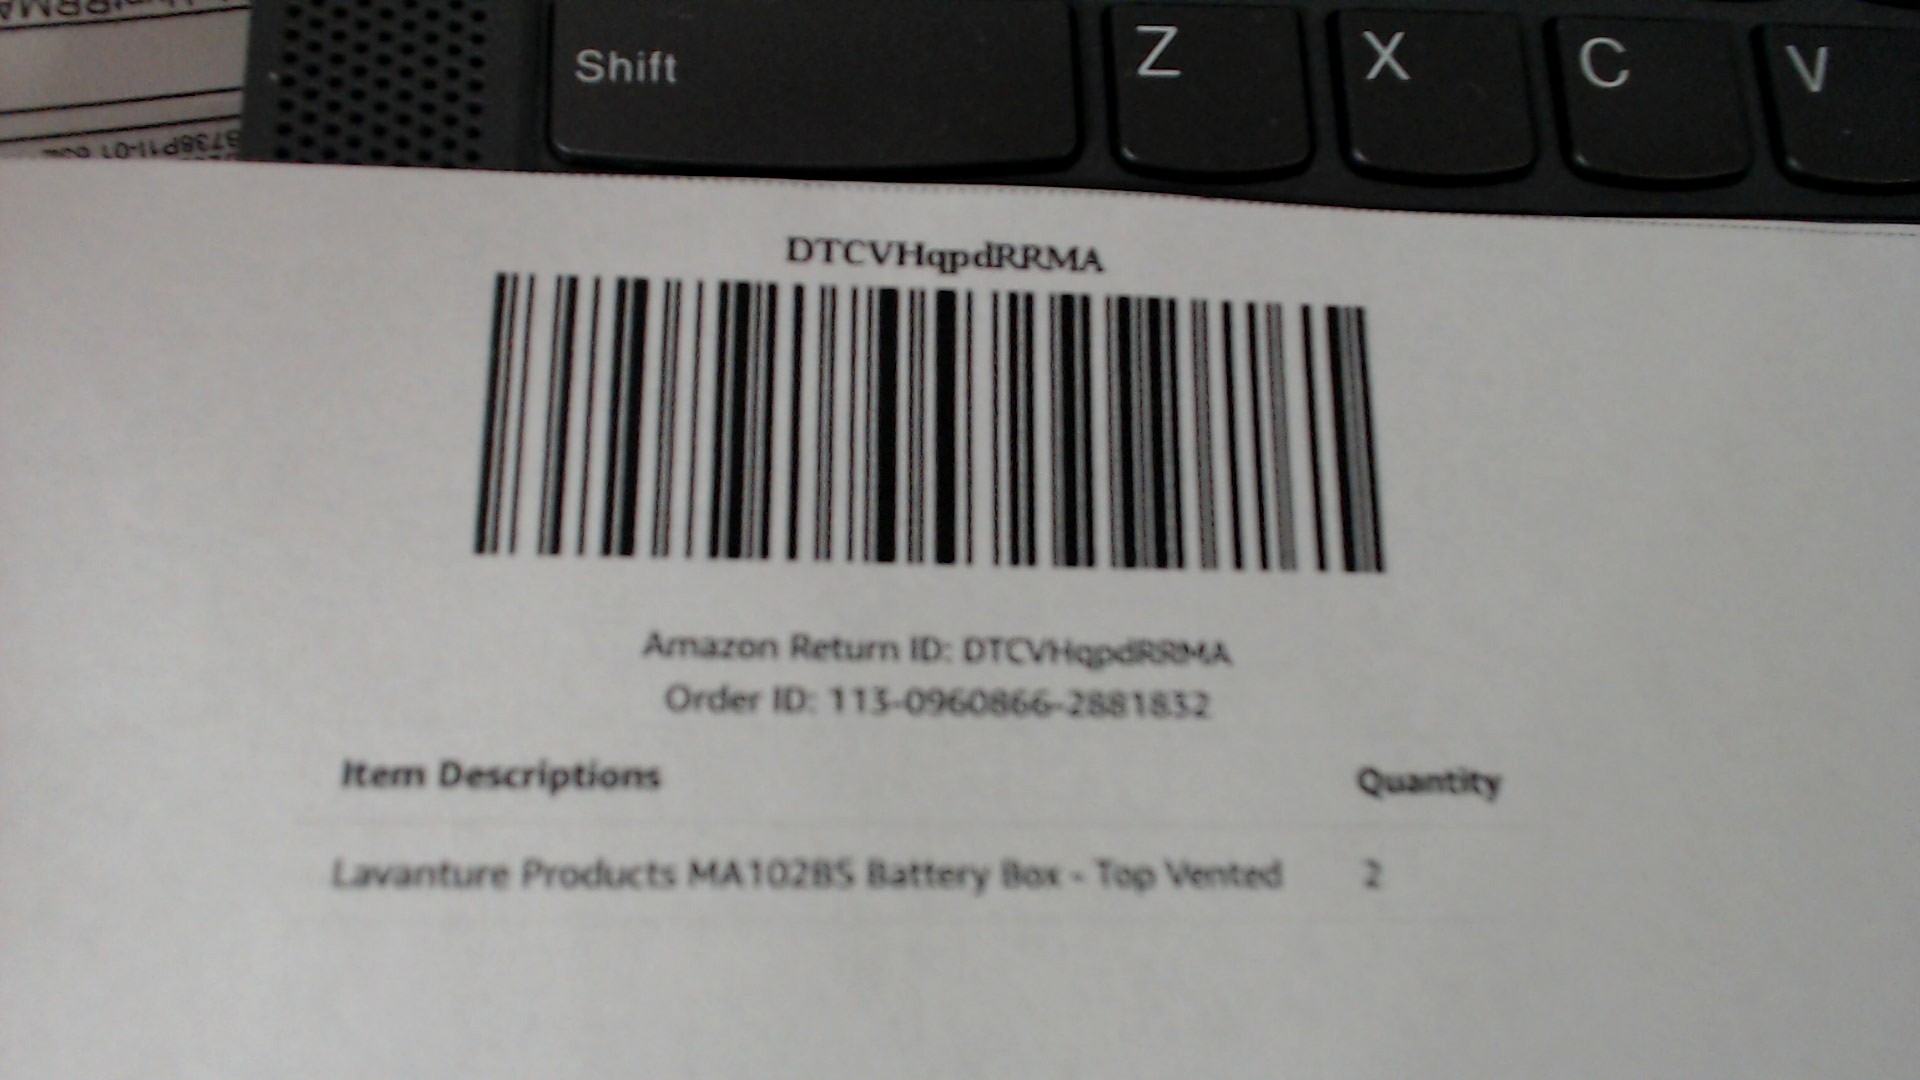 Shift Z X C V
DTCVHqpdRRMA
Amazon Return ID: DTCVHqpdRRMA
Order ID: 113-0960866-2881832
Item Descriptions Quantity
Lavanture Products MA102BS Battery Box - Top Vented 2